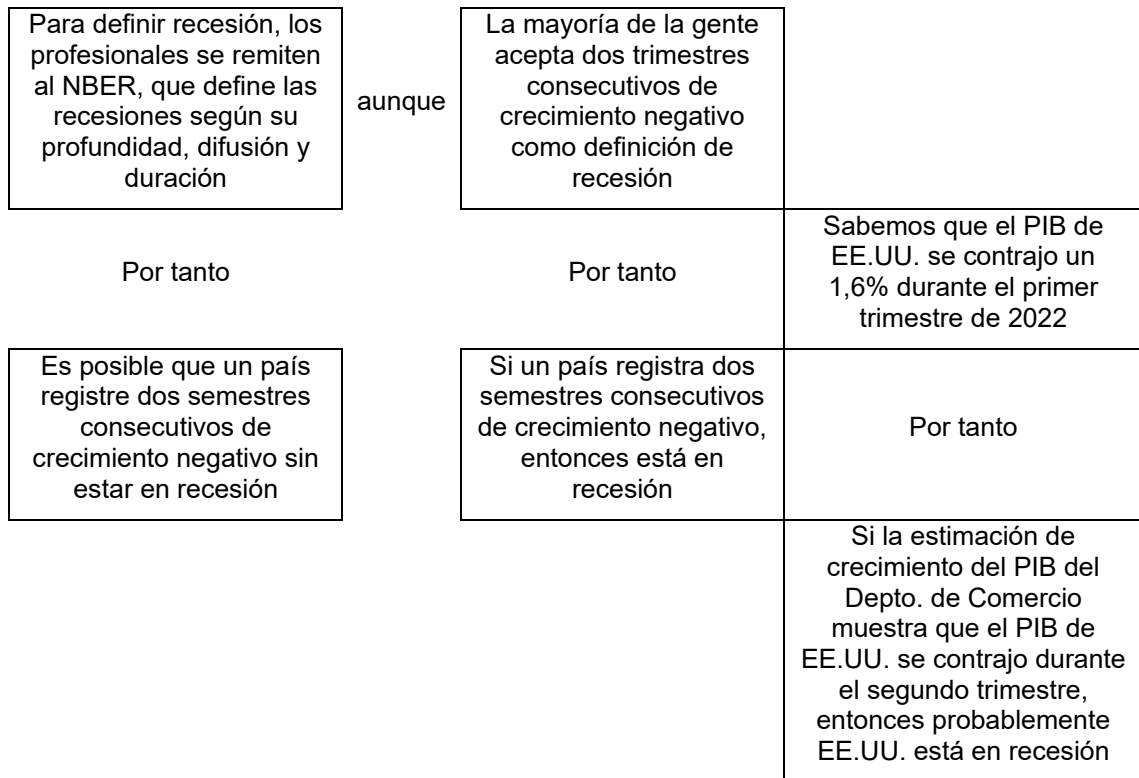 Para definir recesión, los
profesionales se remiten
al NBER, que define las
recesiones según su
profundidad, difusión y
duración
aunque
La mayoría de la gente
acepta dos trimestres
consecutivos de
crecimiento negativo
como definición de
recesión
Por tanto
Por tanto
Sabemos que el PIB de
EE.UU. se contrajo un
1,6% durante el primer
trimestre de 2022
Es posible que un país
registre dos semestres
consecutivos de
crecimiento negativo sin
estar en recesión
Si un país registra dos
semestres consecutivos
de crecimiento negativo,
entonces está en
recesión
Por tanto
Si la estimación de
crecimiento del PIB del
Depto. de Comercio
muestra que el PIB de
EE.UU. se contrajo durante
el segundo trimestre,
entonces probablemente
EE.UU. está en recesión